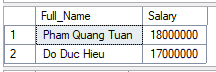 Full_Name Salary
1 Pham Quang Tuan 18000000
2 Do Duc Hieu 17000000